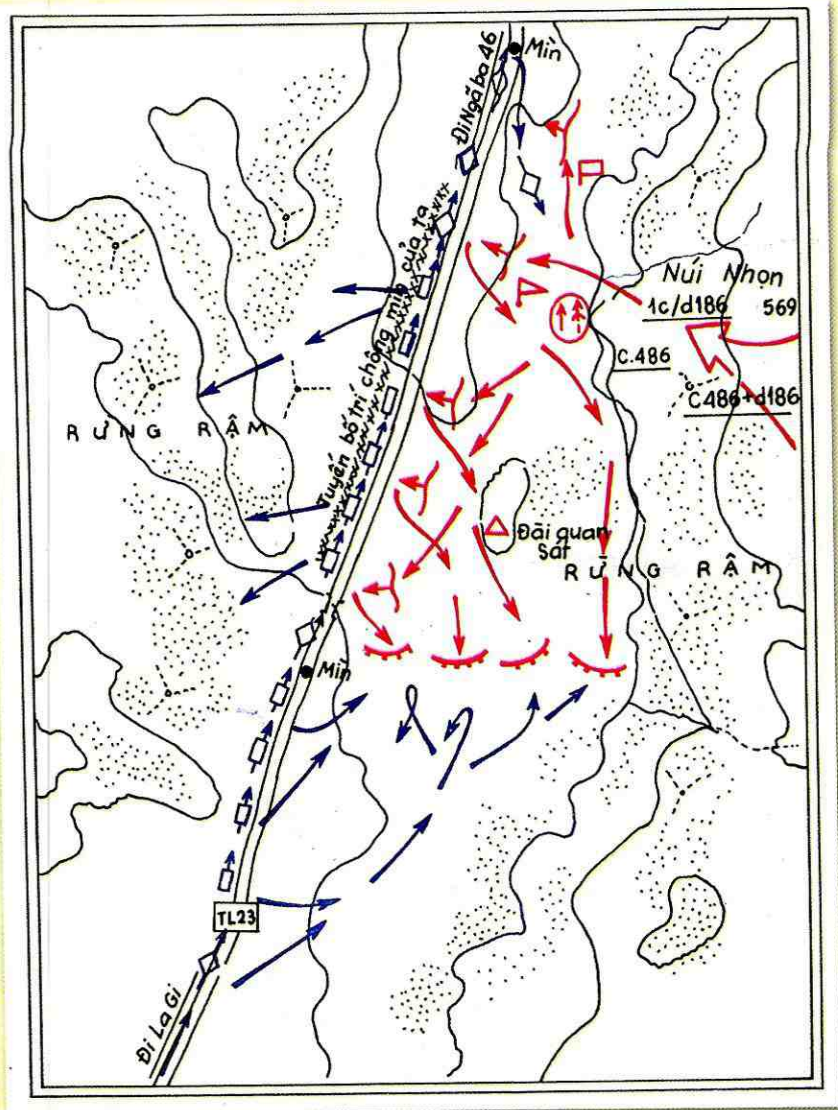 Mìn
Đi Ngã ba 46
Tuyến bố trí chông mìn của ta
Núi Nhọn
1c/d186
569
C.486
C486+d186
RỪNG RẬM
Đài quan
sát
RỪNG RẬM
Mìn
TL23
Đi La Gi